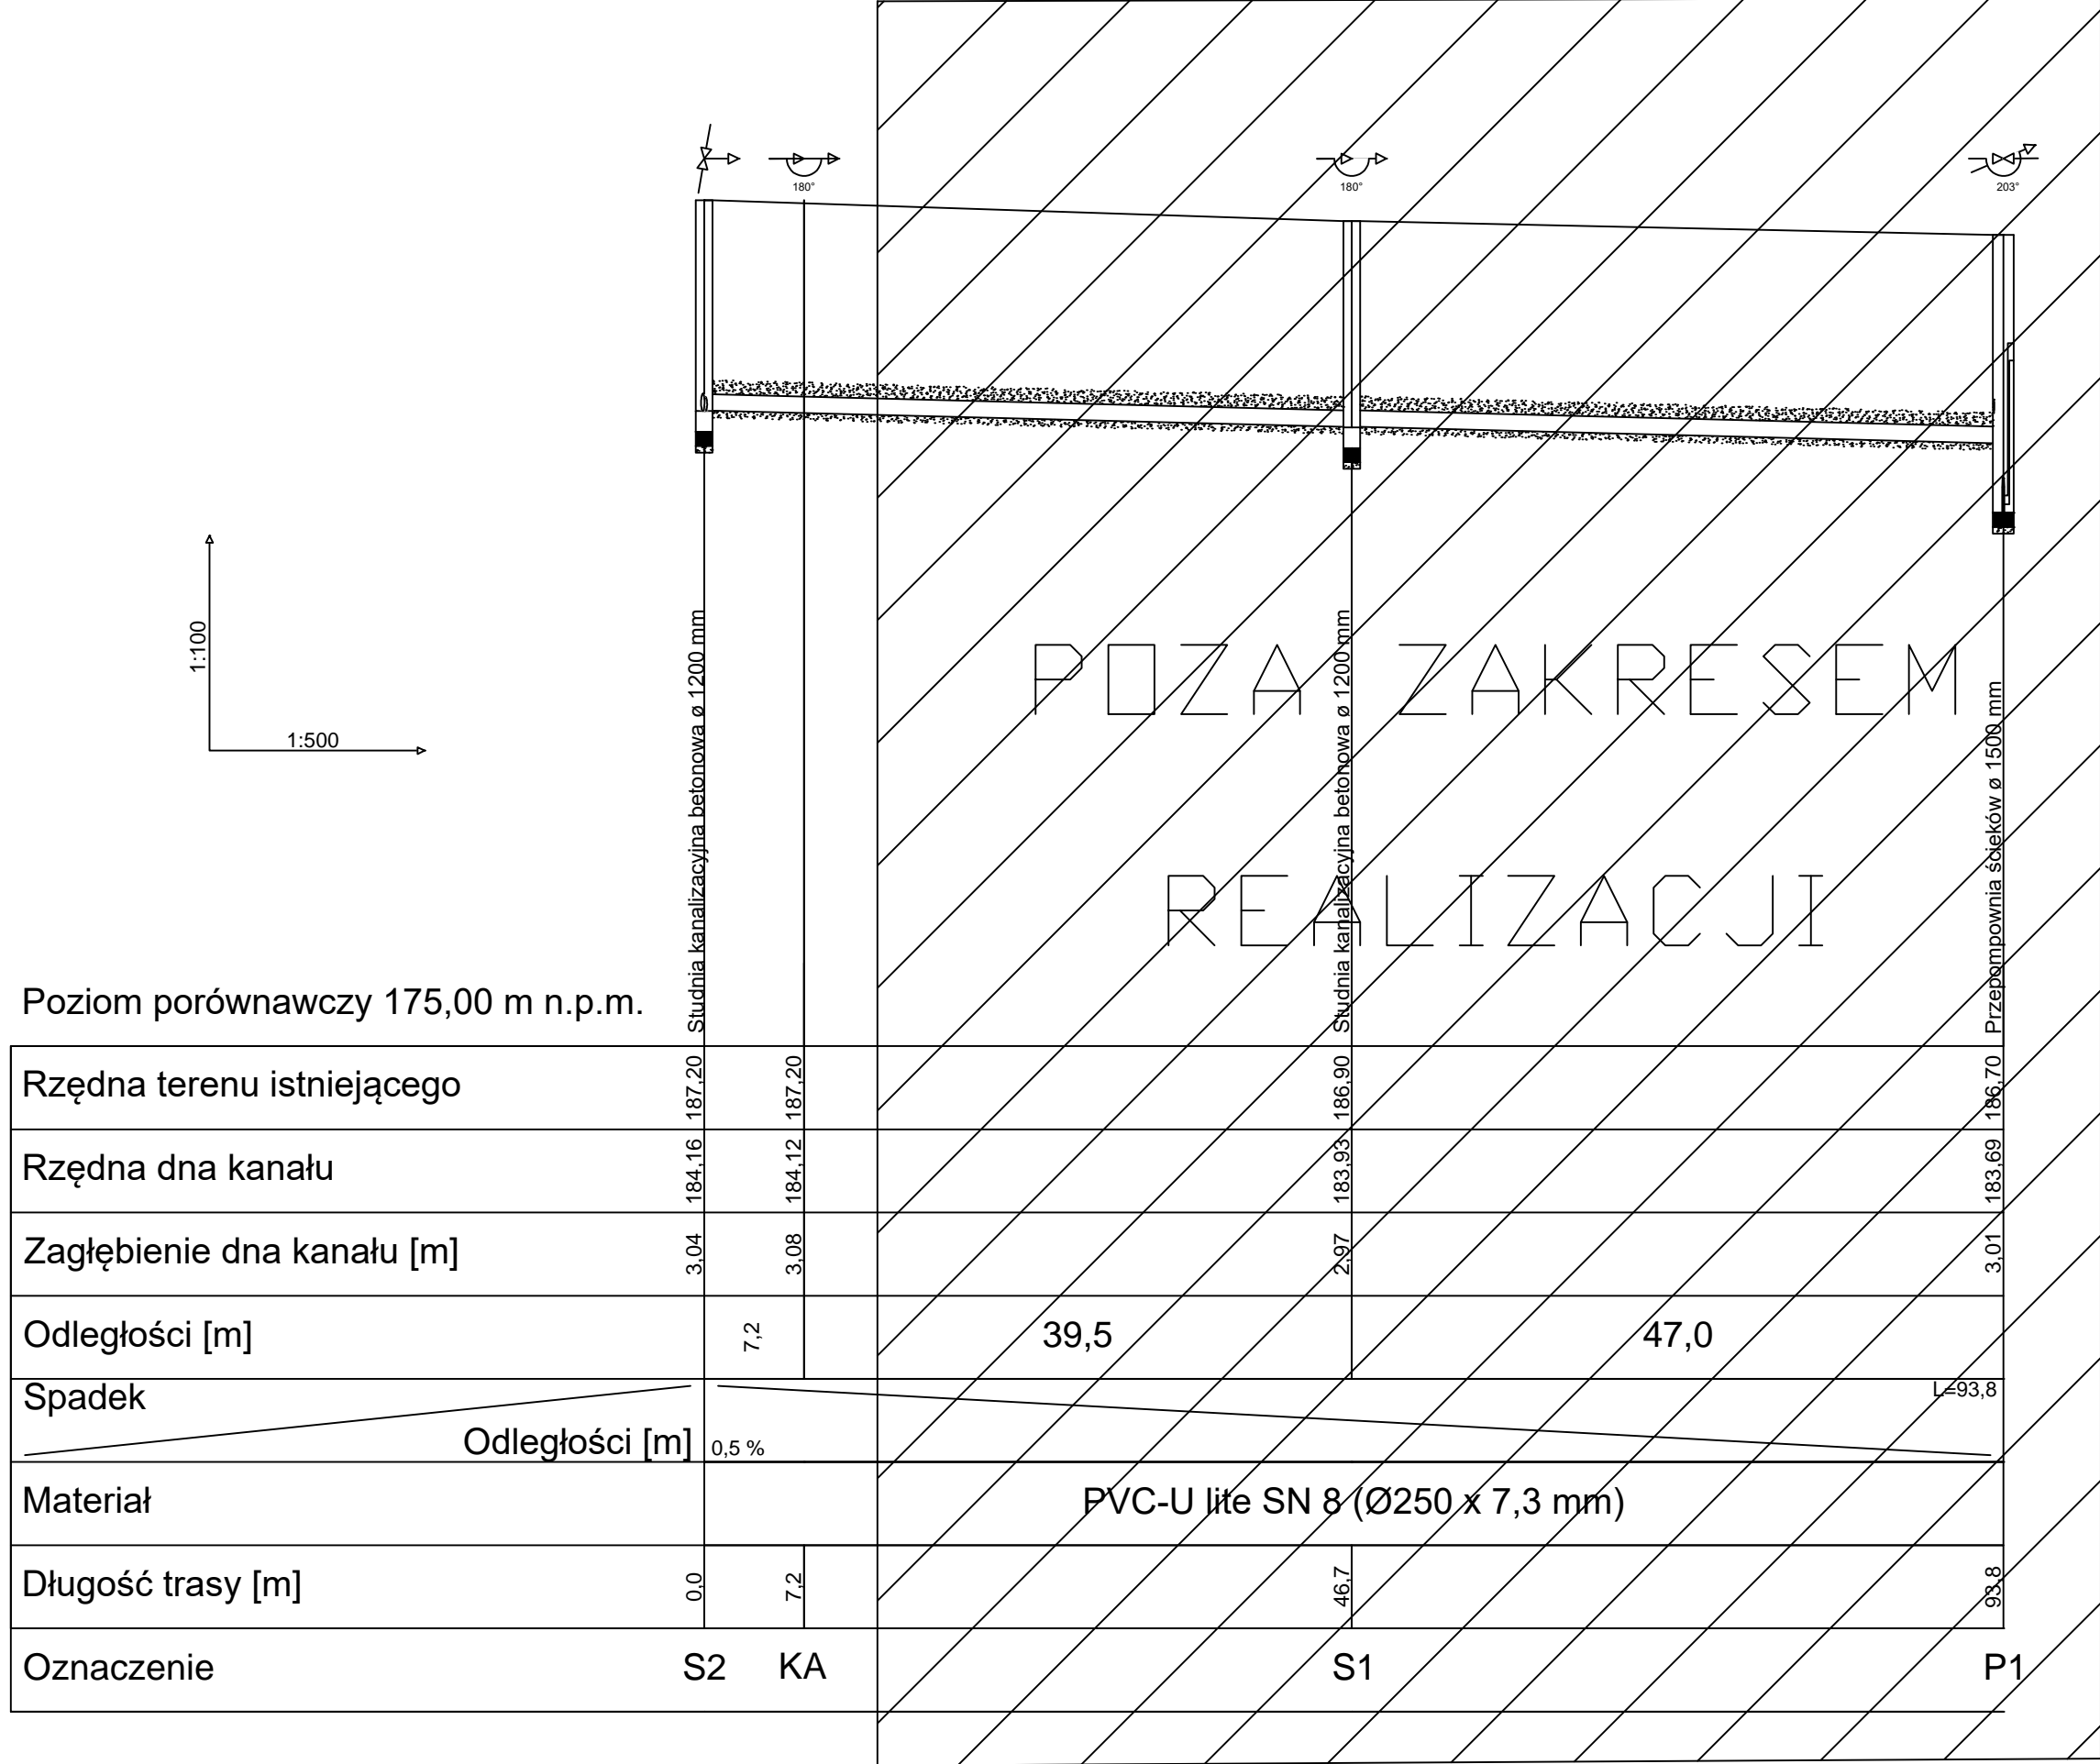 180°
180°
203°
1:100
1:500
Studnia kanalizacyjna betonowa ø 1200 mm
Studnia kanalizacyjna betonowa ø 1200 mm
Przepompownia ścieków ø 1500 mm
POZA ZAKRESEM
REALIZACJI
Poziom porównawczy 175,00 m n.p.m.
Rzędna terenu istniejącego 187,20 187,20 186,90 186,70
Rzędna dna kanału 184,16 184,12 183,93 183,69
Zagłębienie dna kanału [m] 3,04 3,08 2,97 3,01
Odległości [m] 7,2 39,5 47,0
Spadek L=93,8
Odległości [m] 0,5 %
Materiał PVC-U lite SN 8 (Ø250 x 7,3 mm)
Długość trasy [m] 0,0 7,2 46,7 93,8
Oznaczenie S2 KA S1 P1